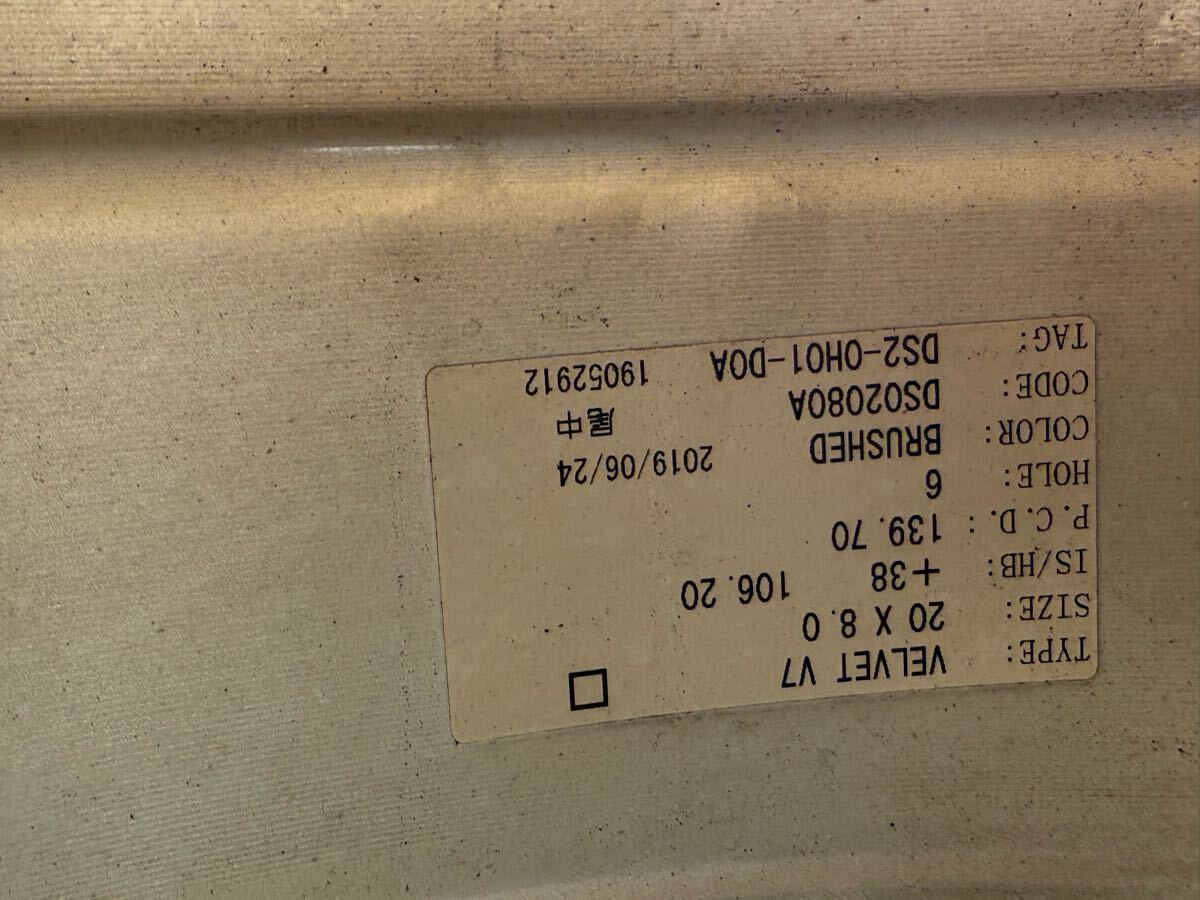 TYPE: VELVET V7 □
SIZE: 20 X 8.0
IS/HB: +38 106.20
P.C.D.: 139.70
HOLE: 6
COLOR: BRUSHED 2019/06/24
CODE: DS02080A 尾中
TAG: DS2-0H01-D0A 19052912